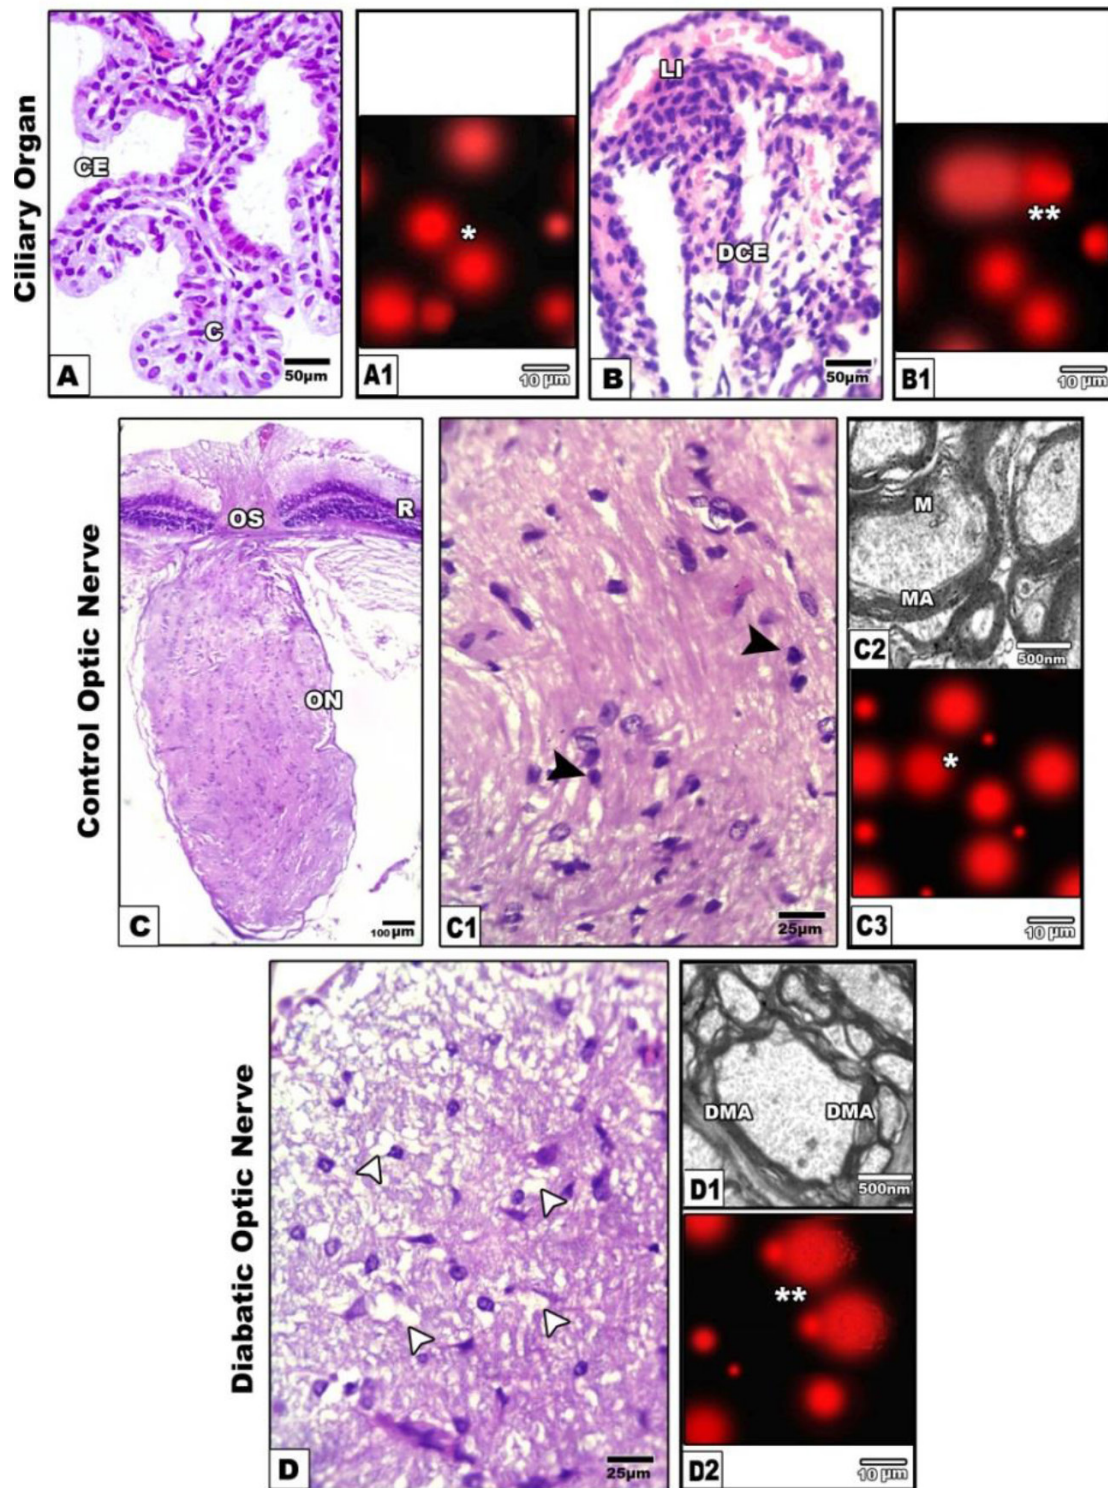 Ciliary Organ
CE
C
A
50µm
*
A1
10 µm
LI
DCE
B
50µm
**
B1
10 µm
Control Optic Nerve
OS
R
ON
C
100µm
C1
25µm
M
MA
C2
500nm
*
C3
10 µm
Diabatic Optic Nerve
D
25µm
DMA
DMA
D1
500nm
**
D2
10 µm